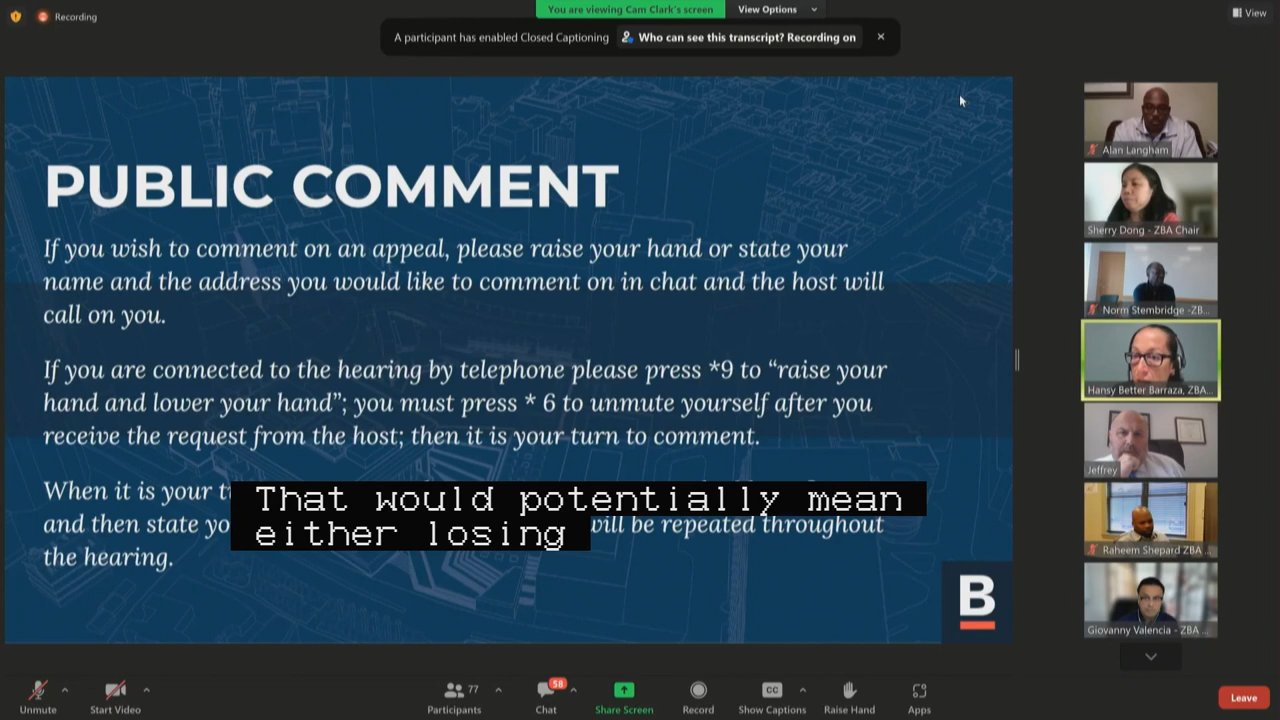 Recording
You are viewing Cam Clark's screen
View Options
View
A participant has enabled Closed Captioning
Who can see this transcript? Recording on
PUBLIC COMMENT
If you wish to comment on an appeal, please raise your hand or state your
name and the address you would like to comment on in chat and the host will
call on you.
If you are connected to the hearing by telephone please press *9 to “raise your
hand and lower your hand”; you must press * 6 to unmute yourself after you
receive the request from the host; then it is your turn to comment.
When it is your
and then state
will be repeated throughout
the hearing.
That would potentially mean
either losing
B
Alan Langham
Sherry Dong - ZBA Chair
Norm Stembridge -ZB...
Hansy Better Barraza, ZBA...
Jeffrey
Raheem Shepard ZBA ...
Giovanny Valencia - ZBA ...
Unmute
Start Video
Participants
77
Chat
58
Share Screen
Record
CC
Show Captions
Raise Hand
Apps
Leave